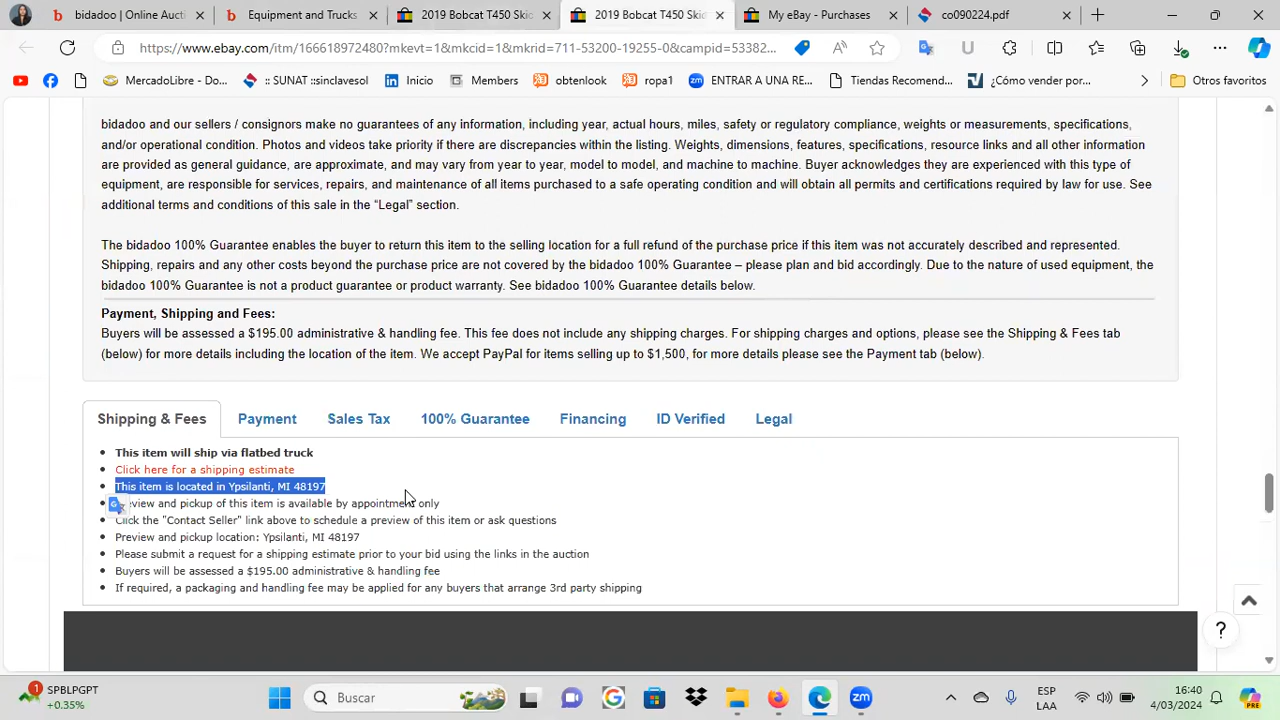 bidadoo | Online Aucti
Equipment and Trucks
2019 Bobcat T450 Skid
2019 Bobcat T450 Skid
My eBay - Purchases
co090224.pdf
https://www.ebay.com/itm/166618972480?mkevt=1&mkcid=1&mkrid=711-53200-19255-0&campid=53382...
MercadoLibre - Do...
:: SUNAT ::sinclavesol
Inicio
Members
obtenlook
ropa1
ENTRAR A UNA RE...
Tiendas Recomend...
¿Cómo vender por...
Otros favoritos
bidadoo and our sellers / consignors make no guarantees of any information, including year, actual hours, miles, safety or regulatory compliance, weights or measurements, specifications,
and/or operational condition. Photos and videos take priority if there are discrepancies within the listing. Weights, dimensions, features, specifications, resource links and all other information
are provided as general guidance, are approximate, and may vary from year to year, model to model, and machine to machine. Buyer acknowledges they are experienced with this type of
equipment, are responsible for services, repairs, and maintenance of all items purchased to a safe operating condition and will obtain all permits and certifications required by law for use. See
additional terms and conditions of this sale in the “Legal” section.
The bidadoo 100% Guarantee enables the buyer to return this item to the selling location for a full refund of the purchase price if this item was not accurately described and represented.
Shipping, repairs and any other costs beyond the purchase price are not covered by the bidadoo 100% Guarantee – please plan and bid accordingly. Due to the nature of used equipment, the
bidadoo 100% Guarantee is not a product guarantee or product warranty. See bidadoo 100% Guarantee details below.
Payment, Shipping and Fees:
Buyers will be assessed a $195.00 administrative & handling fee. This fee does not include any shipping charges. For shipping charges and options, please see the Shipping & Fees tab
(below) for more details including the location of the item. We accept PayPal for items selling up to $1,500, for more details please see the Payment tab (below).
Shipping & Fees
Payment
Sales Tax
100% Guarantee
Financing
ID Verified
Legal
This item will ship via flatbed truck
Click here for a shipping estimate
This item is located in Ypsilanti, MI 48197
eview and pickup of this item is available by appointment only
Click the "Contact Seller" link above to schedule a preview of this item or ask questions
Preview and pickup location: Ypsilanti, MI 48197
Please submit a request for a shipping estimate prior to your bid using the links in the auction
Buyers will be assessed a $195.00 administrative & handling fee
If required, a packaging and handling fee may be applied for any buyers that arrange 3rd party shipping
?
1
SPBLPGPT
+0.35%
Buscar
zm
ESP
LAA
16:40
4/03/2024
PRE